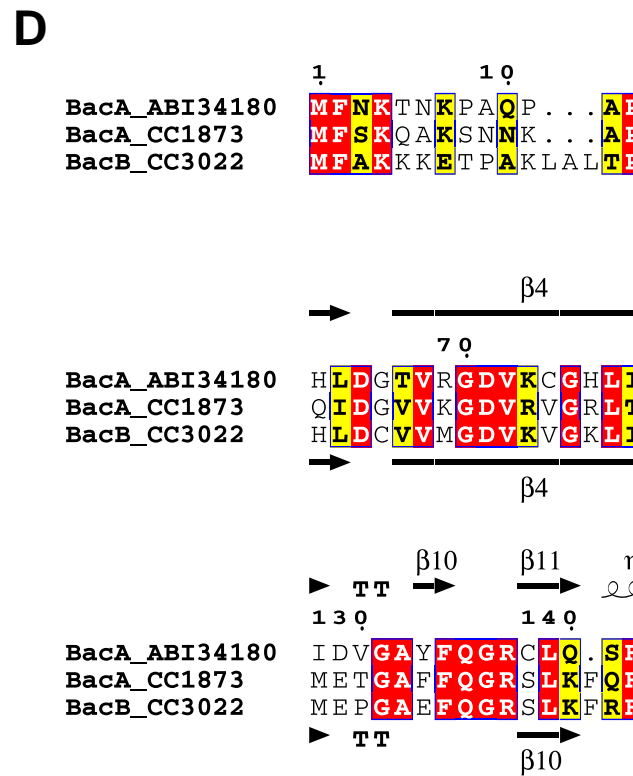 D
1 10
BacA_ABI34180 MFNKTNKPAQP...A
BacA_CC1873 MFSKQAKSNNK...A
BacB_CC3022 MFAKKKETPAKLALT
β4
70
BacA_ABI34180 HLDGTVRGDVKCGHL
BacA_CC1873 QIDGVVKGDVRVGRL
BacB_CC3022 HLDCVVMGDVKVGKL
β4
β10 β11
TT
130 140
BacA_ABI34180 IDVGAYFQGRCLQ.S
BacA_CC1873 METGAFFQGRSLKFQ
BacB_CC3022 MEPGAEFQGRSLKFR
TT
β10